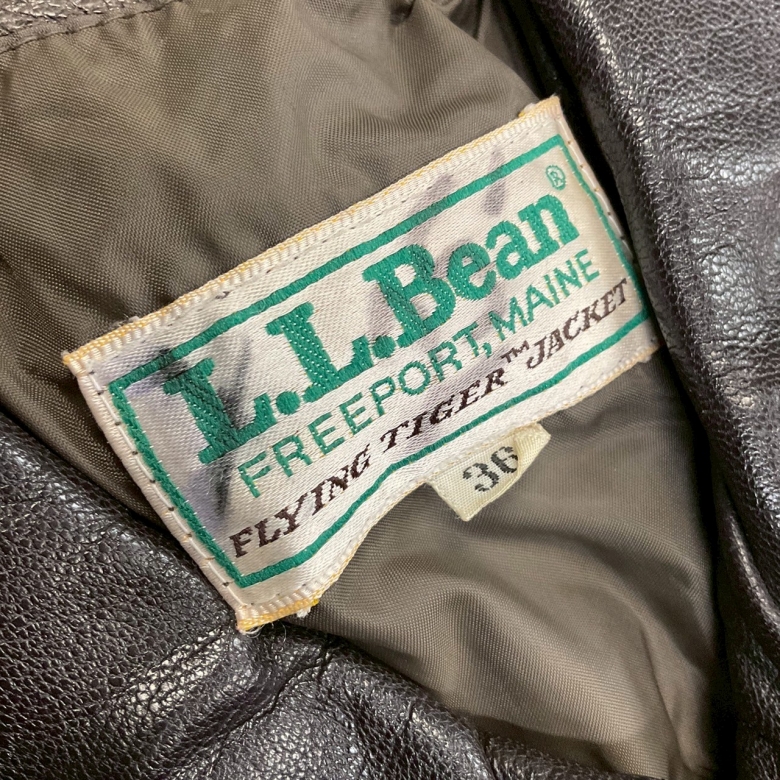 L.L.Bean®
FREEPORT, MAINE
FLYING TIGER™ JACKET
36